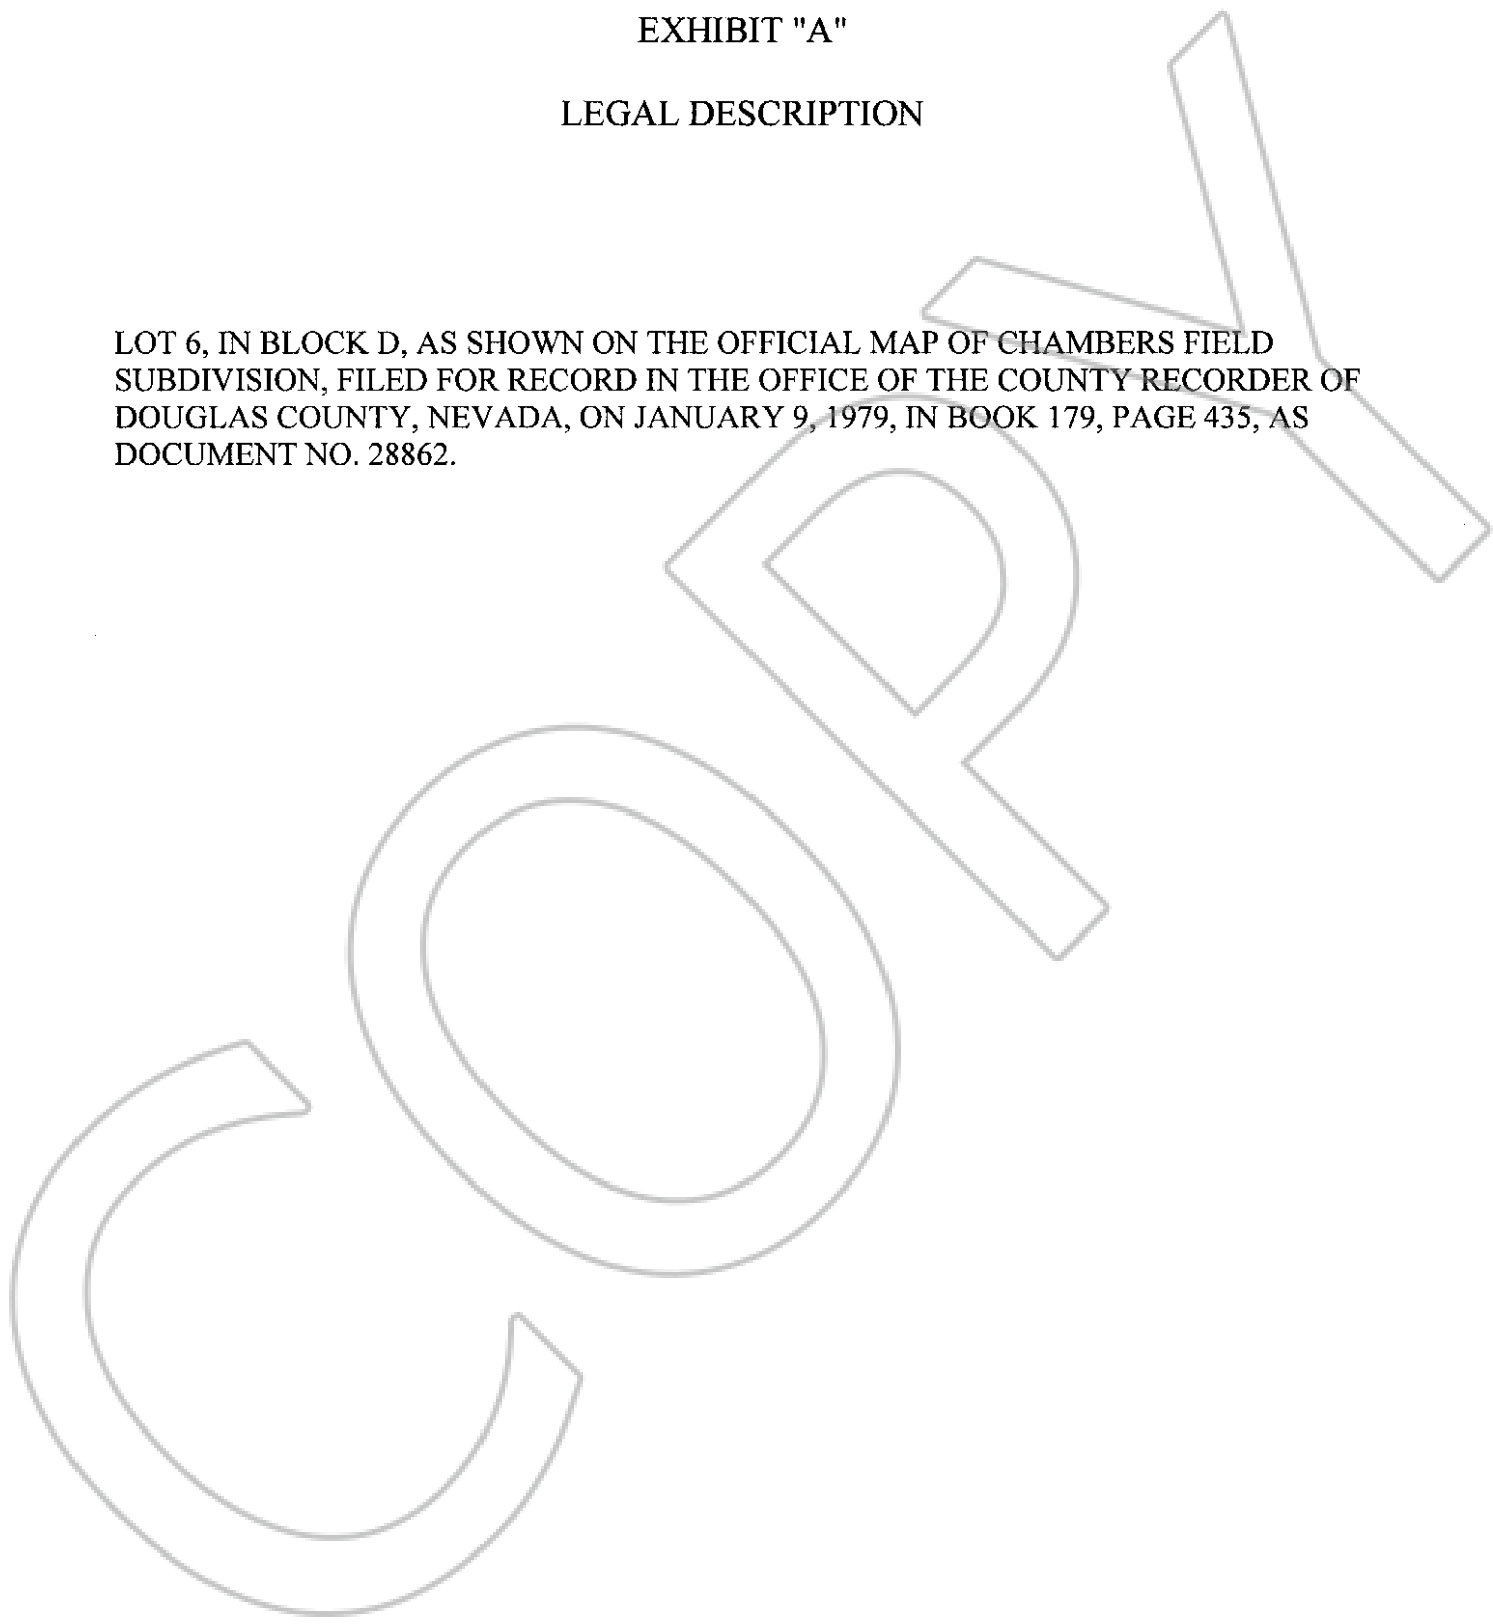 EXHIBIT "A"
LEGAL DESCRIPTION
LOT 6, IN BLOCK D, AS SHOWN ON THE OFFICIAL MAP OF CHAMBERS FIELD
SUBDIVISION, FILED FOR RECORD IN THE OFFICE OF THE COUNTY RECORDER OF
DOUGLAS COUNTY, NEVADA, ON JANUARY 9, 1979, IN BOOK 179, PAGE 435, AS
DOCUMENT NO. 28862.
COPY